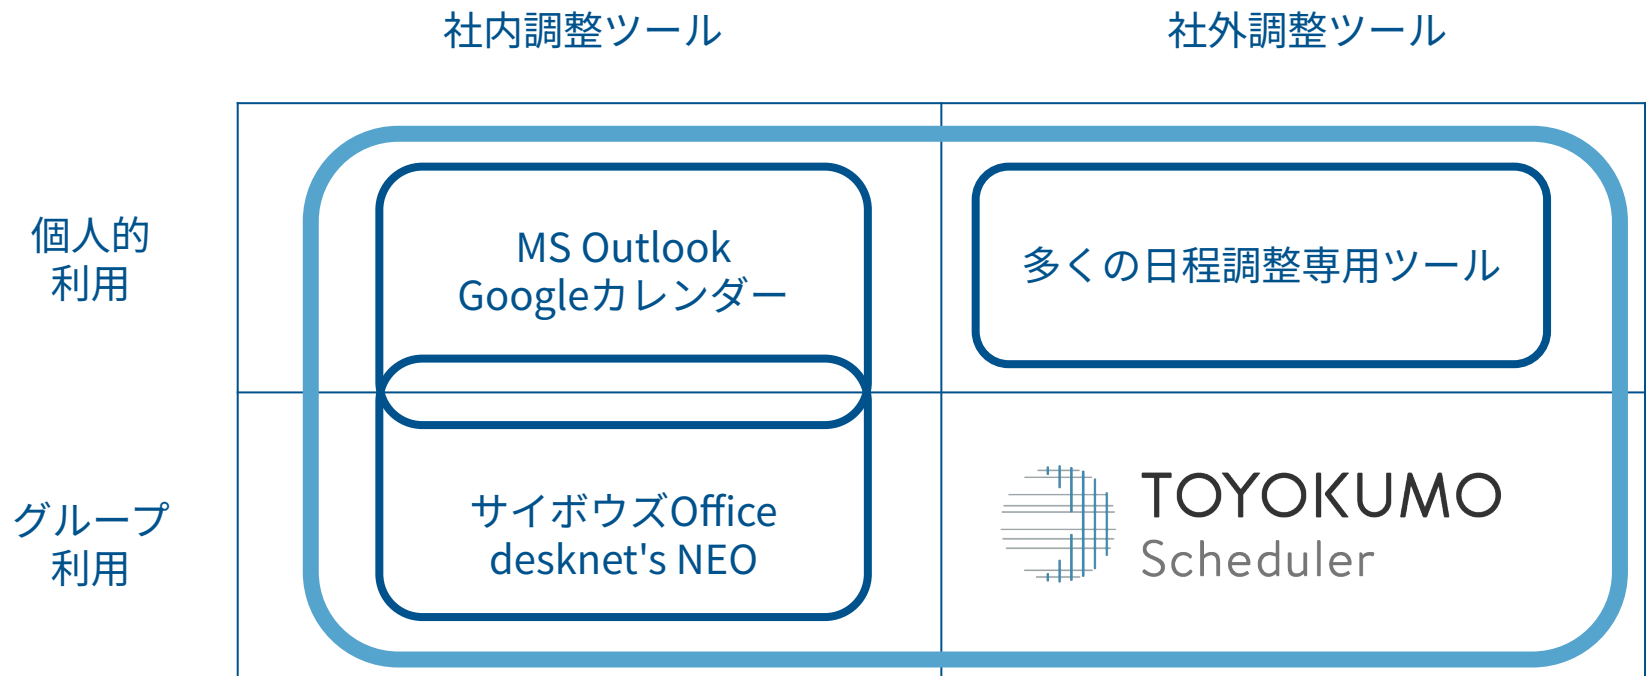 社内調整ツール
社外調整ツール
個人的
利用
MS Outlook
Googleカレンダー
多くの日程調整専用ツール
グループ
利用
サイボウズOffice
desknet's NEO
TOYOKUMO
Scheduler